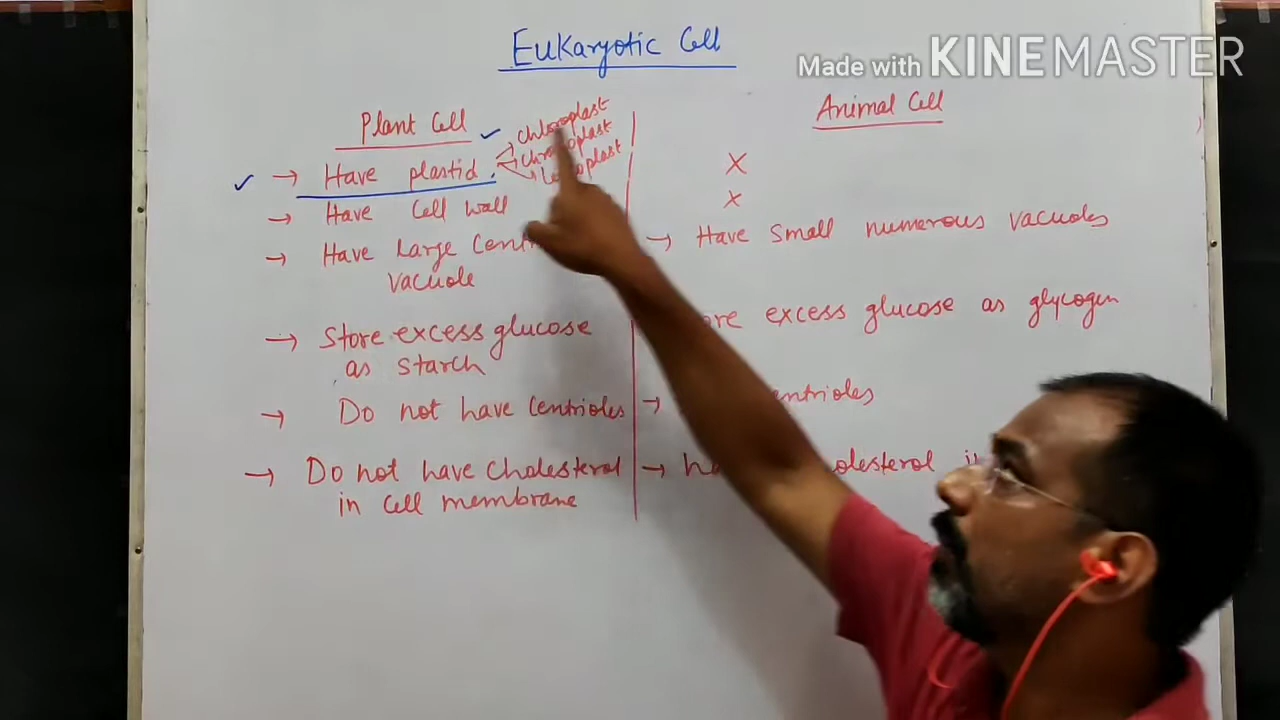 Eukaryotic Cell
Made with KINEMASTER
Plant Cell
Animal Cell
→ Have plastid.
Chloroplast
X
→ Have Cell wall
X
→ Have Large
vacuole
→ Have small numerous vacuoles
→ Store excess glucose
as starch
excess glucose as glycogen
→ Do not have Centrioles
→
→ Do not have Cholesterol
in Cell membrane
→